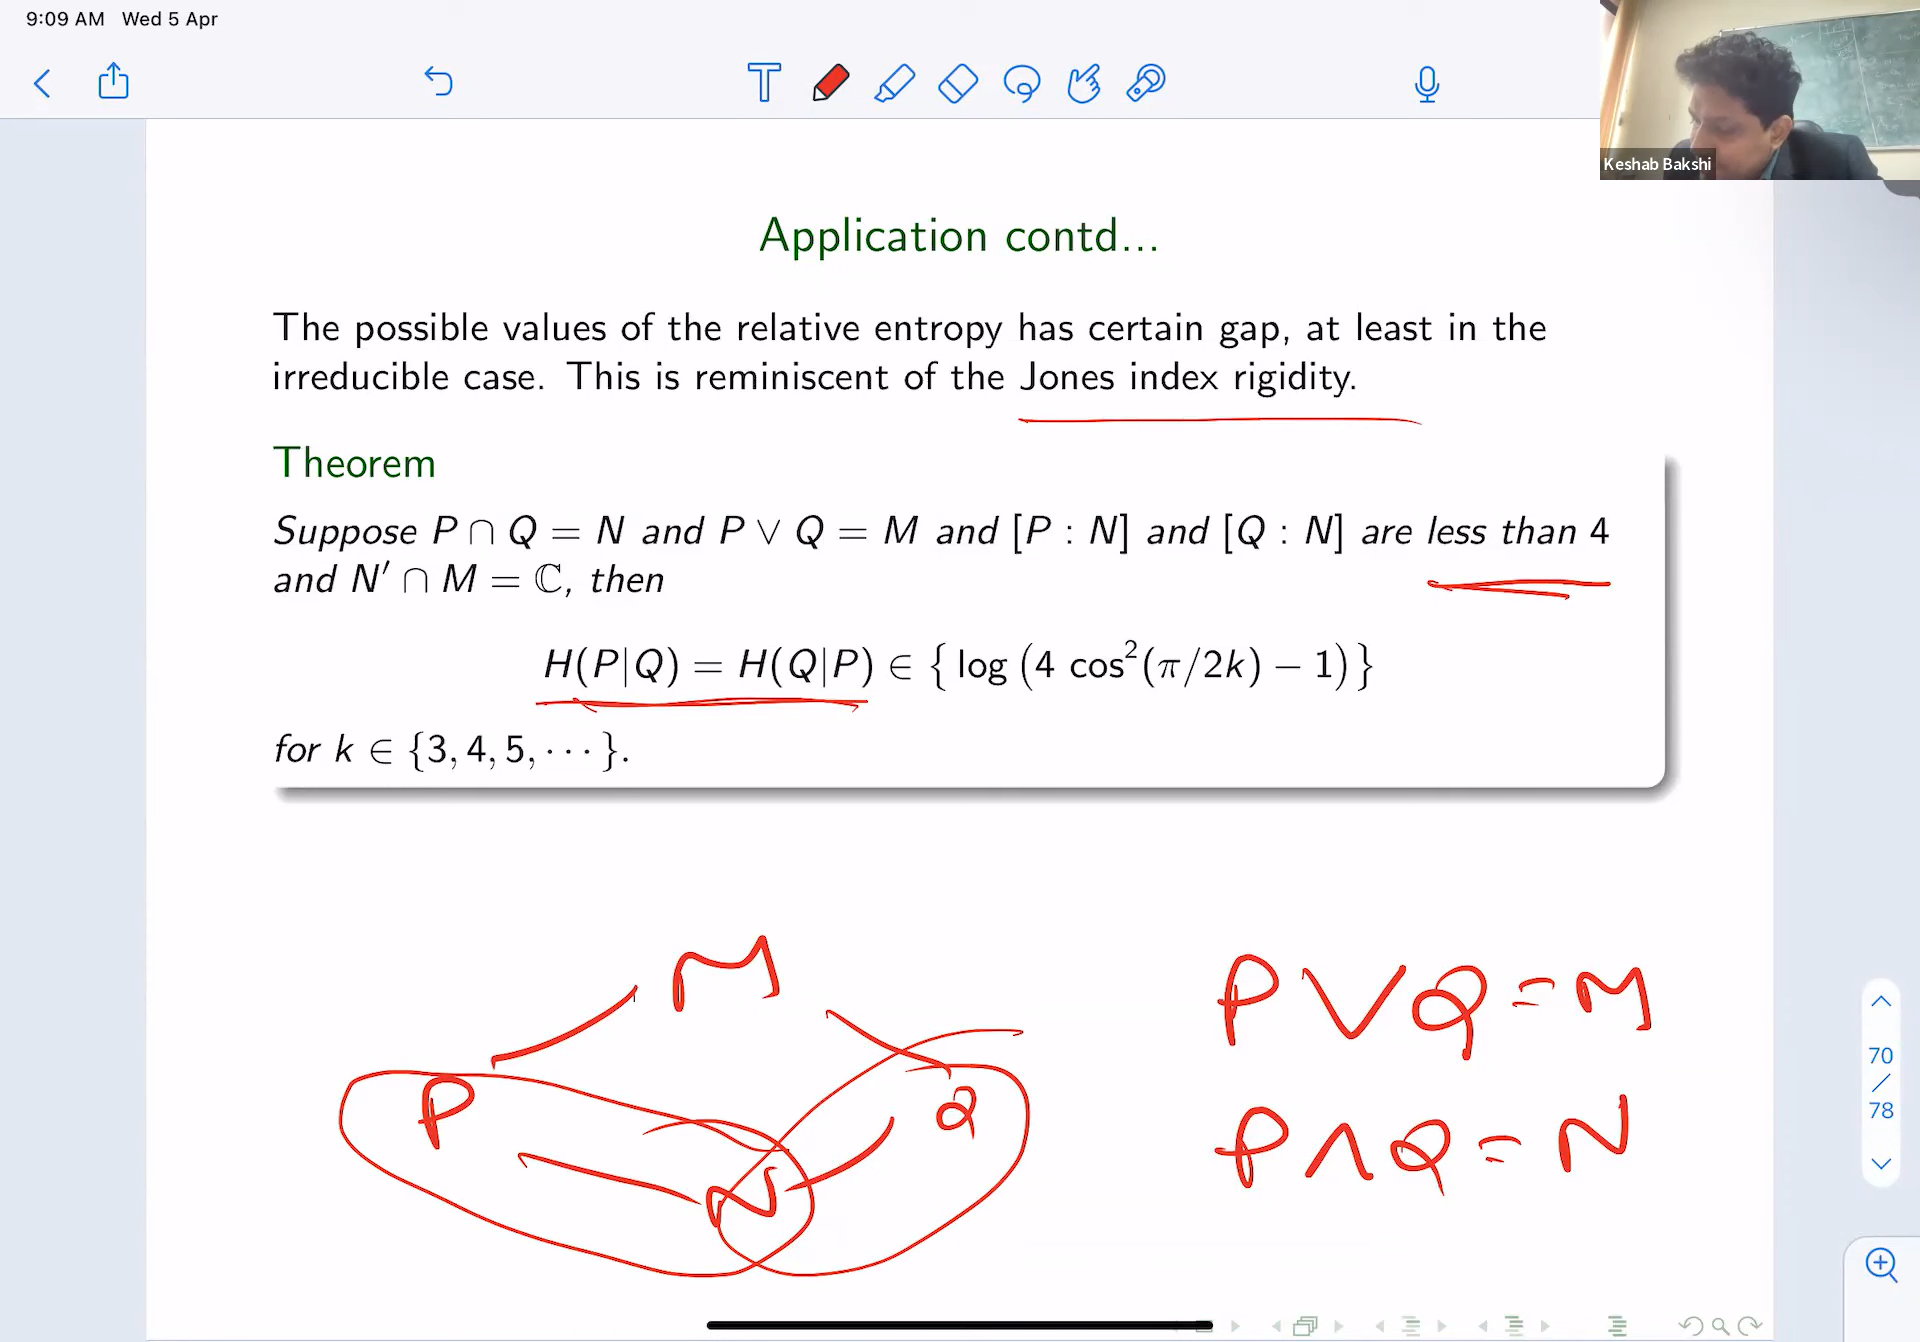 9:09 AM Wed 5 Apr
Keshab Bakshi
Application contd...
The possible values of the relative entropy has certain gap, at least in the
irreducible case. This is reminiscent of the Jones index rigidity.
Theorem
Suppose P ∩ Q = N and P ∨ Q = M and [P : N] and [Q : N] are less than 4
and N′ ∩ M = ℂ, then
H(P|Q) = H(Q|P) ∈ {log (4 cos²(π/2k) − 1)}
for k ∈ {3, 4, 5, ⋯}.
M
P
Q
N
P ∨ Q = M
P ∧ Q = N
70
/
78